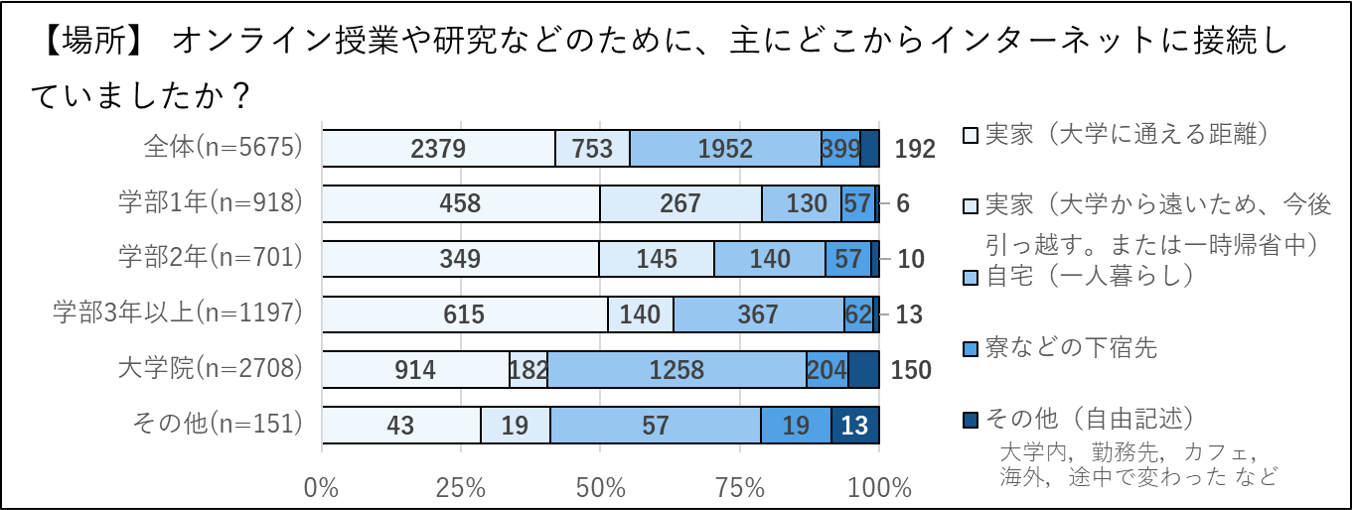 【場所】 オンライン授業や研究などのために、主にどこからインターネットに接続し
ていましたか？
全体(n=5675)
2379 753 1952 399 192
学部1年(n=918)
458 267 130 57 6
学部2年(n=701)
349 145 140 57 10
学部3年以上(n=1197)
615 140 367 62 13
大学院(n=2708)
914 182 1258 204 150
その他(n=151)
43 19 57 19 13
0% 25% 50% 75% 100%
実家（大学に通える距離）
実家（大学から遠いため、今後
引っ越す。または一時帰省中）
自宅（一人暮らし）
寮などの下宿先
その他（自由記述）
大学内，勤務先，カフェ，
海外，途中で変わった など